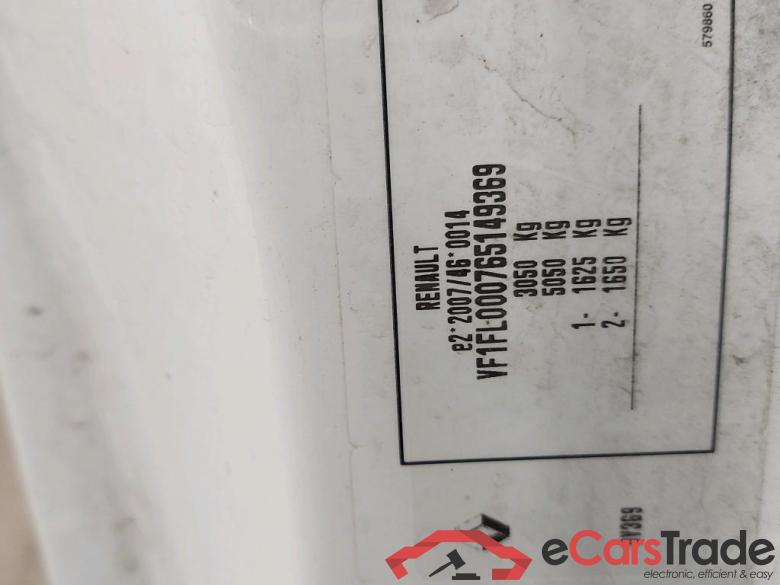 RENAULT
e2*2007/46*0014
VF1FL000765149369
3050 Kg
5050 Kg
1- 1625 Kg
2- 1650 Kg
579860
eCarsTrade
electronic, efficient & easy